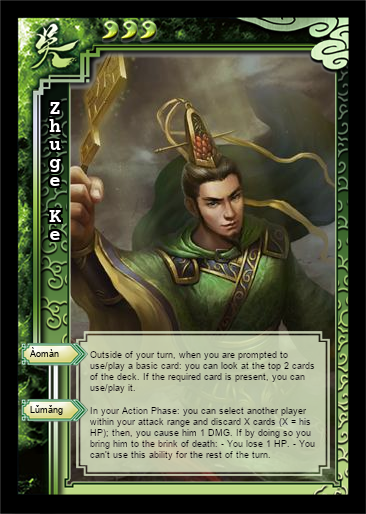 吳
Zhuge Ke
Àomàn
Outside of your turn, when you are prompted to
use/play a basic card: you can look at the top 2 cards
of the deck. If the required card is present, you can
use/play it.
Lǔmǎng
In your Action Phase: you can select another player
within your attack range and discard X cards (X = his
HP); then, you cause him 1 DMG. If by doing so you
bring him to the brink of death: - You lose 1 HP. - You
can't use this ability for the rest of the turn.